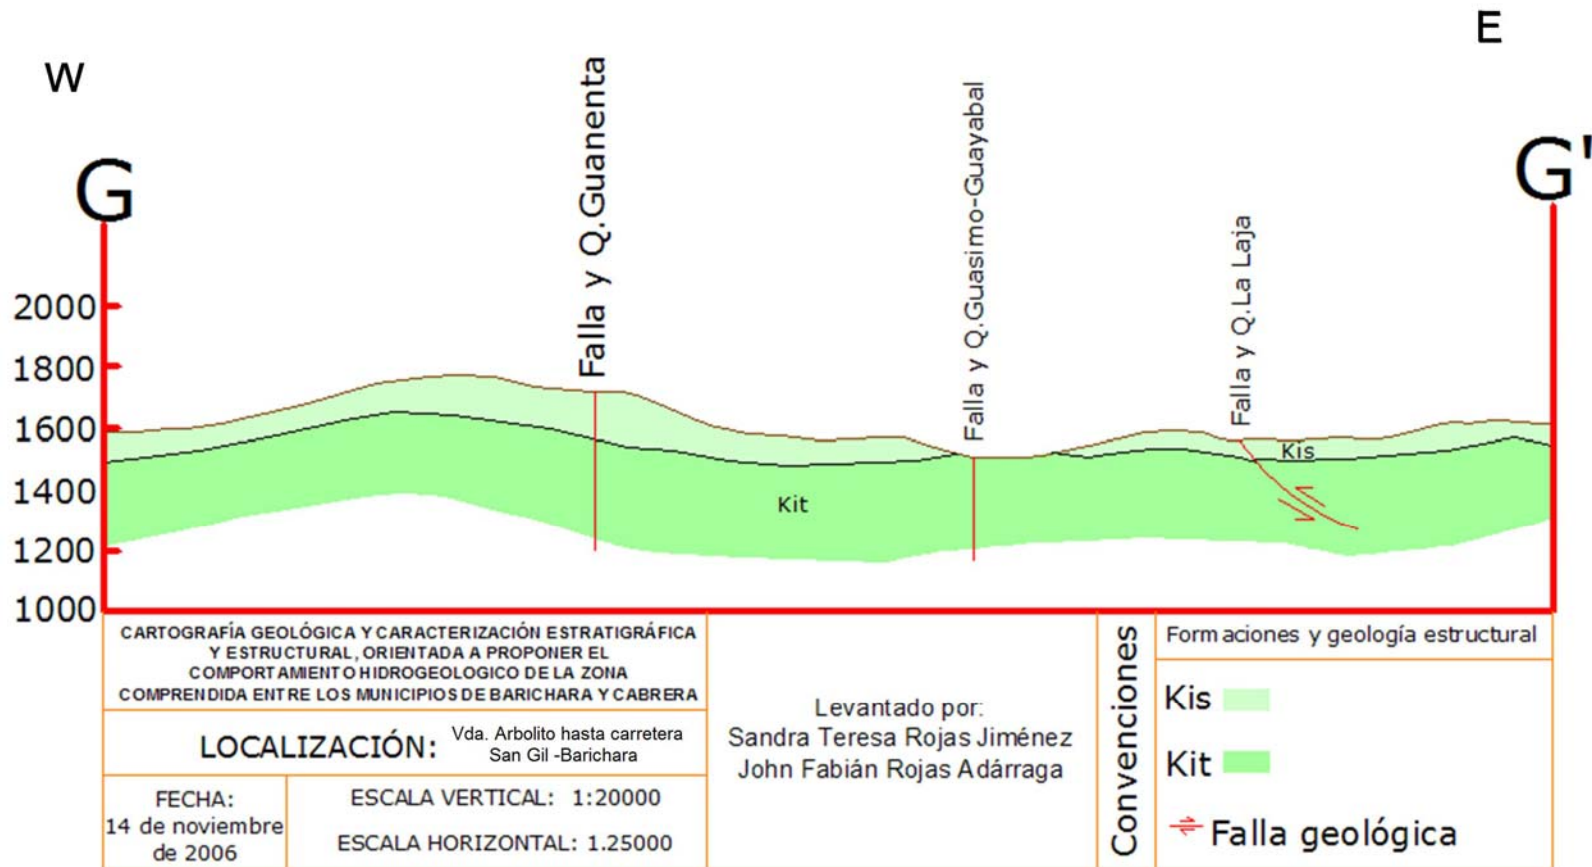 W
E
G
G'
Falla y Q.Guanenta
Falla y Q.Guasimo-Guayabal
Falla y Q.La Laja
2000
1800
1600
1400
1200
1000
Kis
Kit
CARTOGRAFÍA GEOLÓGICA Y CARACTERIZACIÓN ESTRATIGRÁFICA
Y ESTRUCTURAL, ORIENTADA A PROPONER EL
COMPORTAMIENTO HIDROGEOLOGICO DE LA ZONA
COMPRENDIDA ENTRE LOS MUNICIPIOS DE BARICHARA Y CABRERA
LOCALIZACIÓN: Vda. Arbolito hasta carretera
San Gil -Barichara
FECHA:
14 de noviembre
de 2006
ESCALA VERTICAL: 1:20000
ESCALA HORIZONTAL: 1.25000
Levantado por:
Sandra Teresa Rojas Jiménez
John Fabián Rojas Adárraga
Convenciones
Formaciones y geología estructural
Kis
Kit
Falla geológica